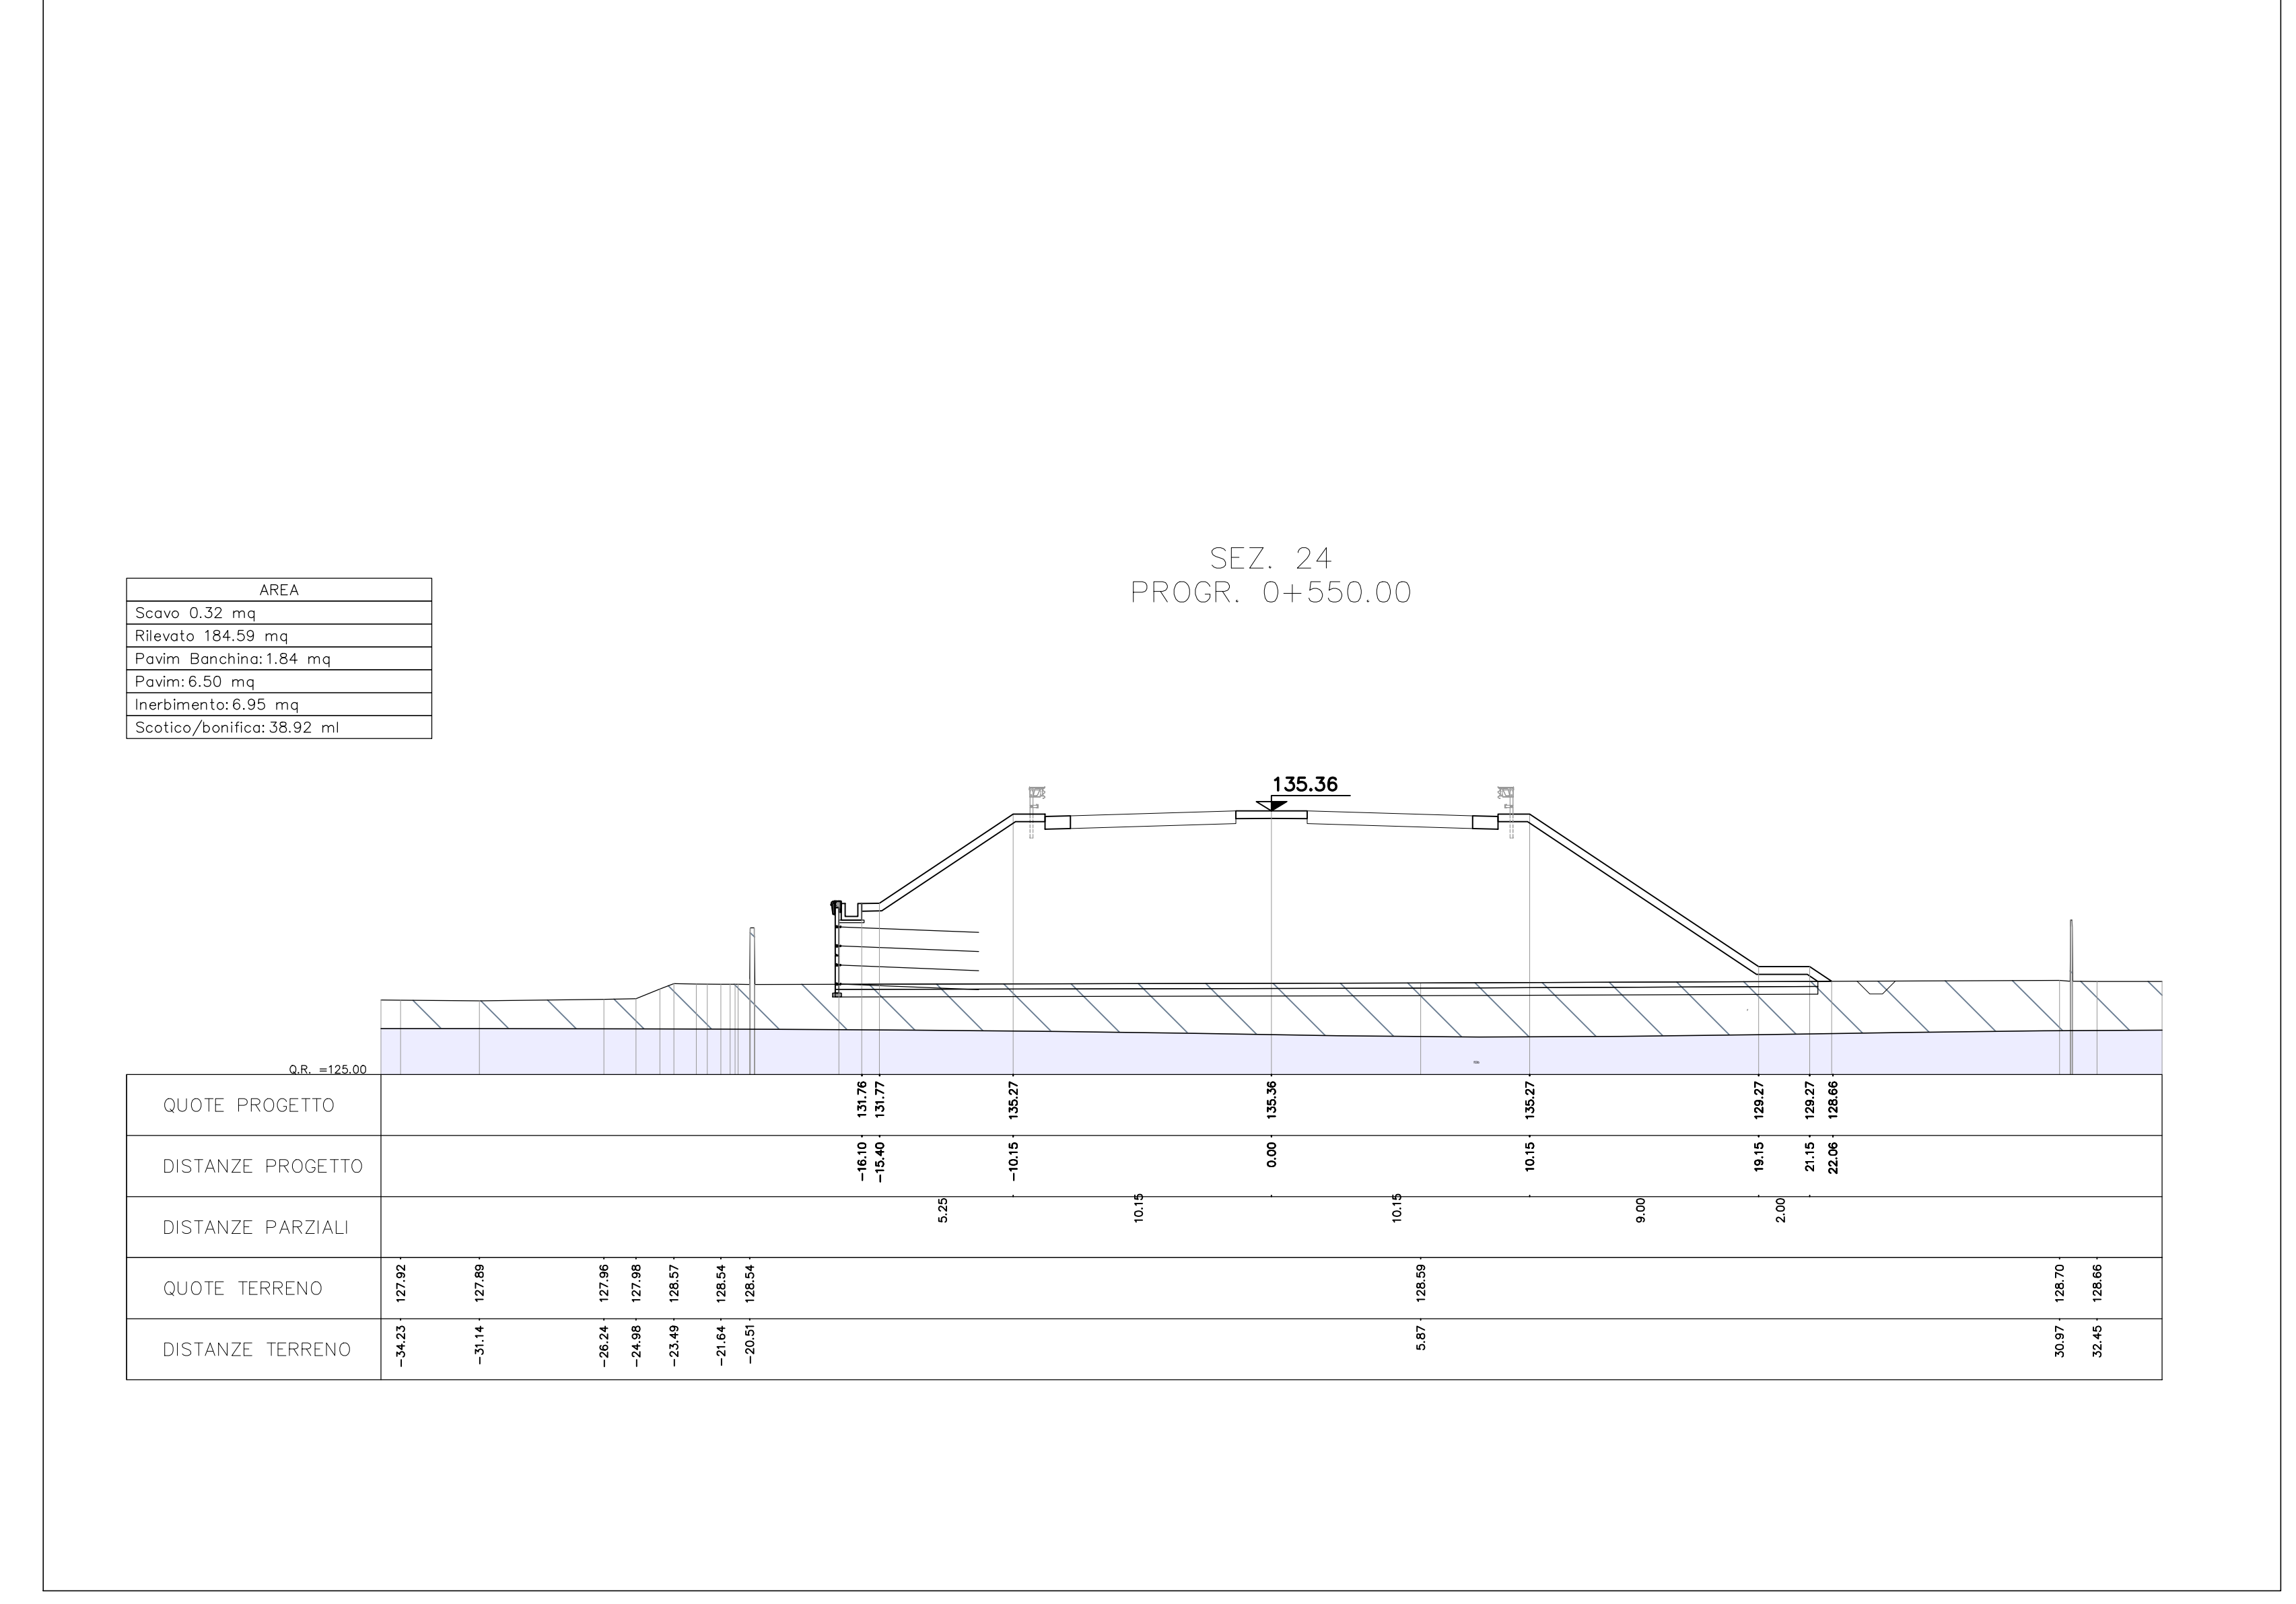 SEZ. 24
PROGR. 0+550.00
AREA
Scavo 0.32 mq
Rilevato 184.59 mq
Pavim Banchina:1.84 mq
Pavim:6.50 mq
Inerbimento:6.95 mq
Scotico/bonifica:38.92 ml
135.36
Q.R. =125.00
QUOTE PROGETTO 131.76 131.77 135.27 135.36 135.27 129.27 129.27 128.66
DISTANZE PROGETTO -16.10 -15.40 -10.15 0.00 10.15 19.15 21.15 22.06
DISTANZE PARZIALI 5.25 10.15 10.15 9.00 2.00
QUOTE TERRENO 127.92 127.89 127.96 127.98 128.57 128.54 128.54 128.59 128.70 128.66
DISTANZE TERRENO -34.23 -31.14 -26.24 -24.98 -23.49 -21.64 -20.51 5.87 30.97 32.45